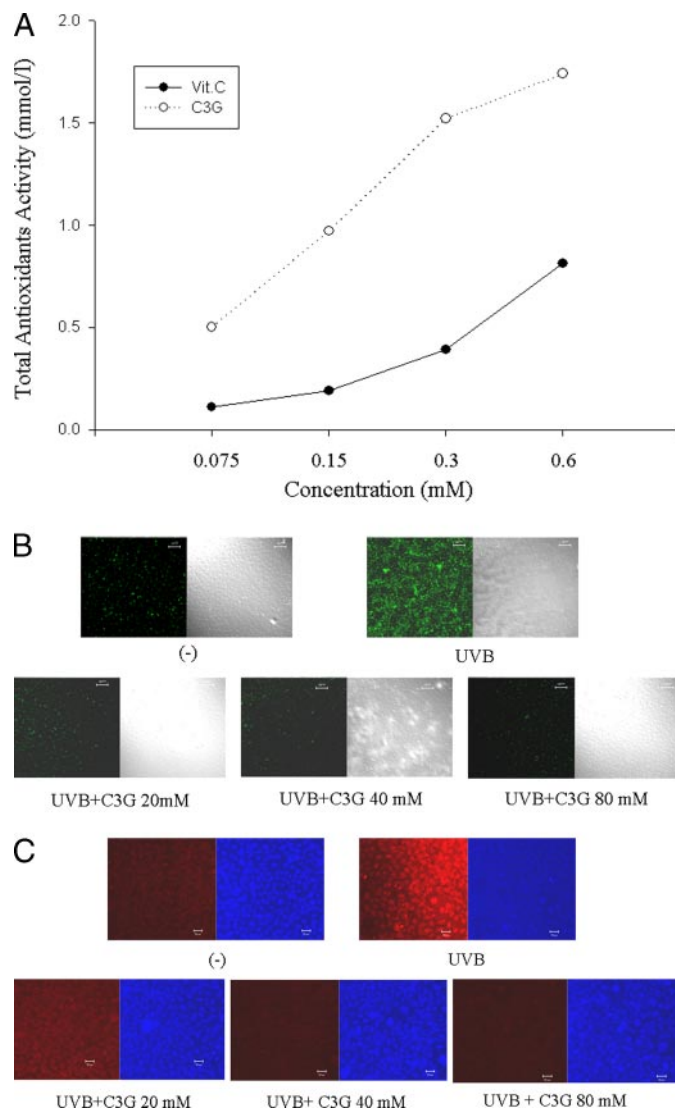 A
Total Antioxidants Activity (mmol/l)
2.0
1.5
1.0
0.5
0.0
Vit.C
C3G
0.075
0.15
0.3
0.6
Concentration (mM)
B
(-)
UVB
UVB+C3G 20mM
UVB+C3G 40 mM
UVB+C3G 80 mM
C
(-)
UVB
UVB+C3G 20 mM
UVB+ C3G 40 mM
UVB + C3G 80 mM